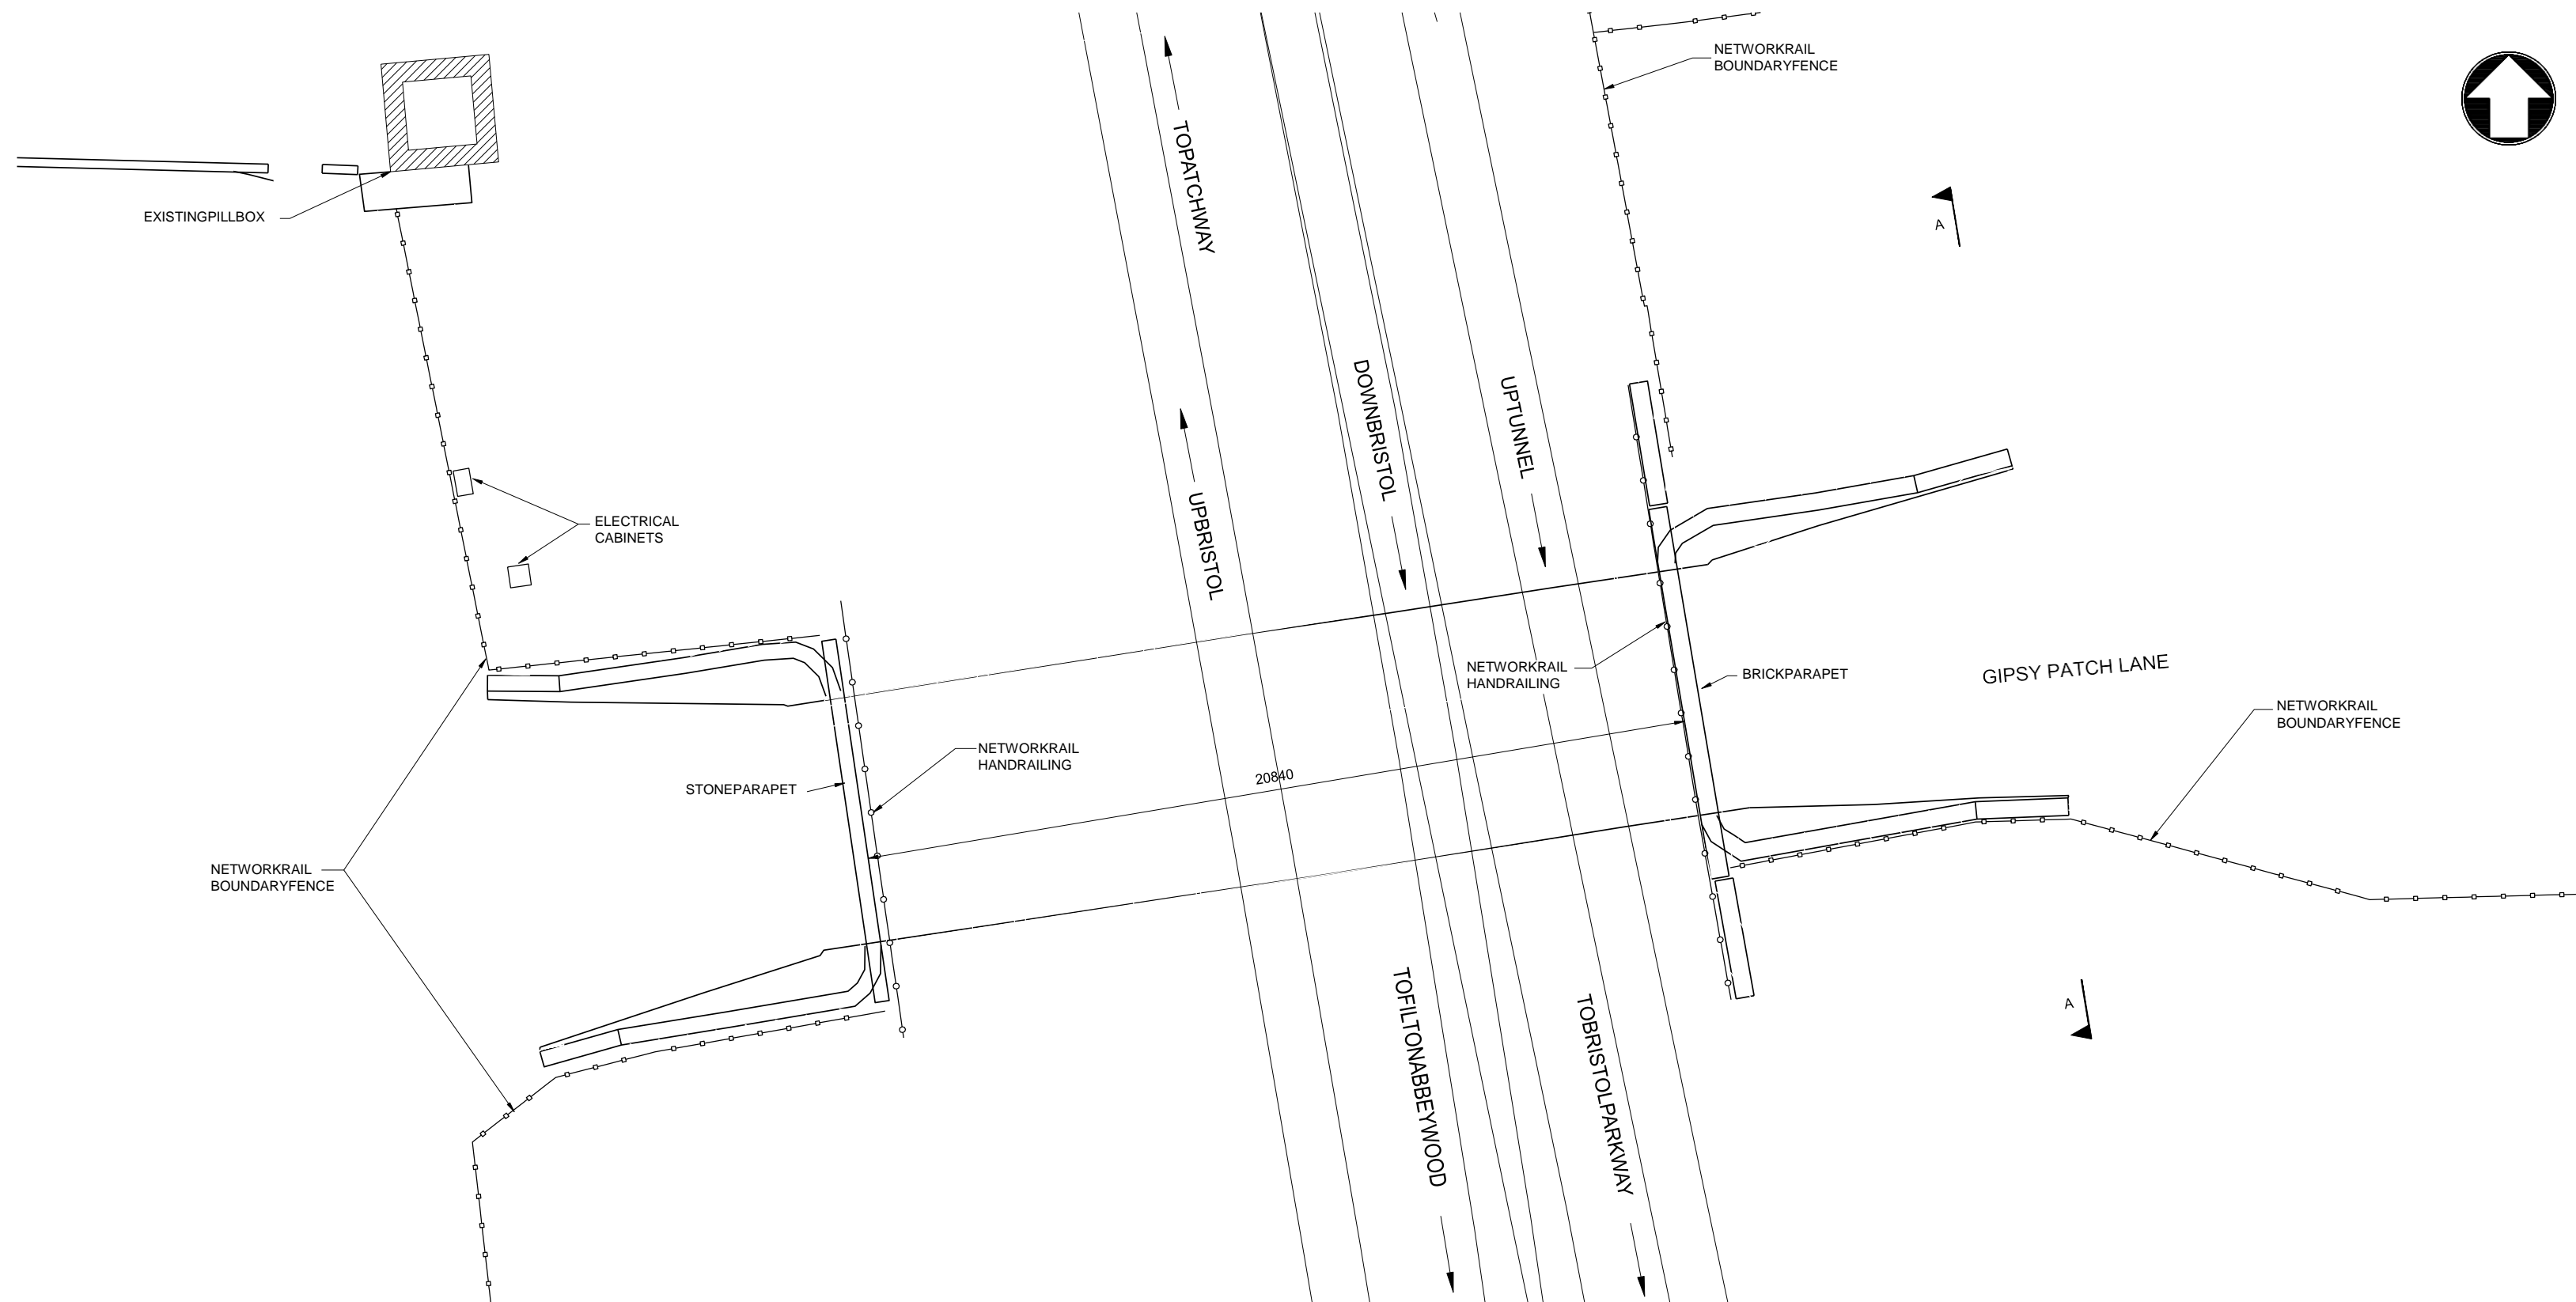 NETWORKRAIL
BOUNDARYFENCE
TOPATCHWAY
EXISTINGPILLBOX
A
DOWNBRISTOL
UPTUNNEL
UPBRISTOL
ELECTRICAL
CABINETS
NETWORKRAIL
HANDRAILING
BRICKPARAPET
GIPSY PATCH LANE
NETWORKRAIL
BOUNDARYFENCE
NETWORKRAIL
HANDRAILING
STONEPARAPET
20840
NETWORKRAIL
BOUNDARYFENCE
TOFILTONABBEYWOOD
TOBRISTOLPARKWAY
A